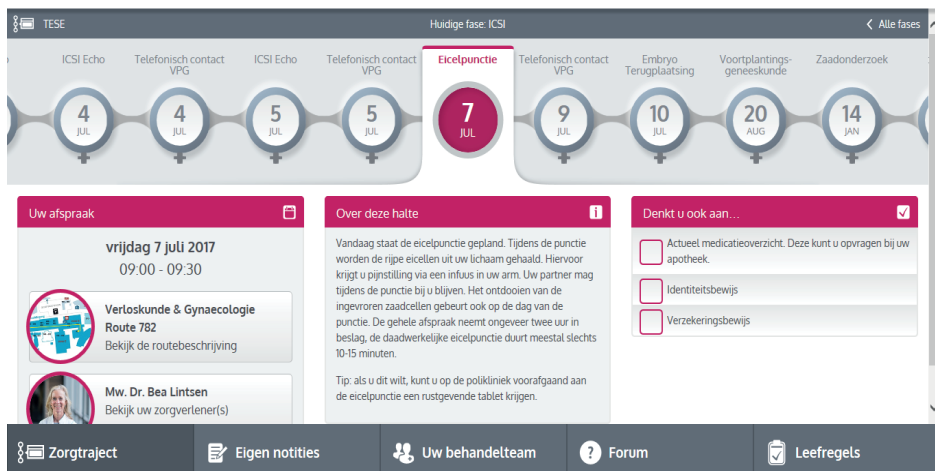 TESE
Huidige fase: ICSI
Alle fases
ICSI Echo
4
JUL
Telefonisch contact
VPG
4
JUL
ICSI Echo
5
JUL
Telefonisch contact
VPG
5
JUL
Eicelpunctie
7
JUL
Telefonisch contact
VPG
9
JUL
Embryo
Terugplaatsing
10
JUL
Voortplantings-
geneeskunde
20
AUG
Zaadonderzoek
14
JAN
Uw afspraak
vrijdag 7 juli 2017
09:00 - 09:30
Verloskunde & Gynaecologie
Route 782
Bekijk de routebeschrijving
Mw. Dr. Bea Lintsen
Bekijk uw zorgverlener(s)
Over deze halte
Vandaag staat de eicelpunctie gepland. Tijdens de punctie
worden de rijpe eicellen uit uw lichaam gehaald. Hiervoor
krijgt u pijnstilling via een infuus in uw arm. Uw partner mag
tijdens de punctie bij u blijven. Het ontdooien van de
ingevroren zaadcellen gebeurt ook op de dag van de
punctie. De gehele afspraak neemt ongeveer twee uur in
beslag, de daadwerkelijke eicelpunctie duurt meestal slechts
10-15 minuten.
Tip: als u dit wilt, kunt u op de polikliniek voorafgaand aan
de eicelpunctie een rustgevende tablet krijgen.
Denkt u ook aan...
Actueel medicatieoverzicht. Deze kunt u opvragen bij uw
apotheek.
Identiteitsbewijs
Verzekeringsbewijs
Zorgtraject
Eigen notities
Uw behandelteam
Forum
Leefregels